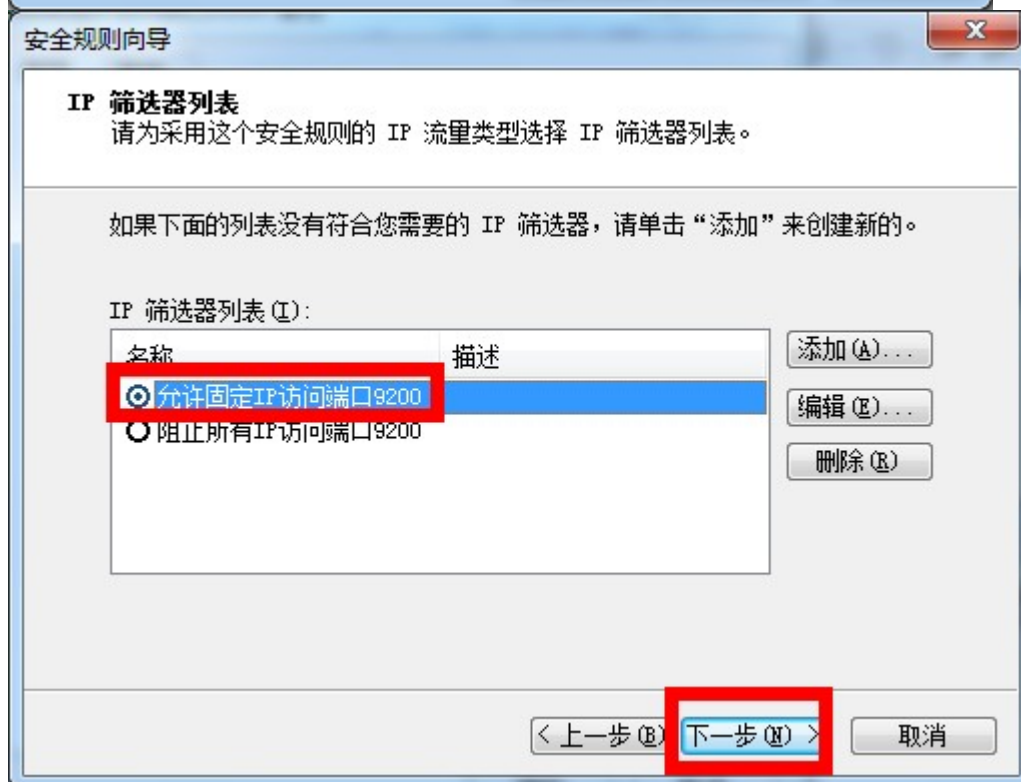 安全规则向导
IP 筛选器列表
请为采用这个安全规则的 IP 流量类型选择 IP 筛选器列表。
如果下面的列表没有符合您需要的 IP 筛选器，请单击“添加”来创建新的。
IP 筛选器列表(I):
名称 描述
允许固定IP访问端口9200
阻止所有IP访问端口9200
添加(A)...
编辑(E)...
删除(R)
< 上一步(B) 下一步(N) > 取消